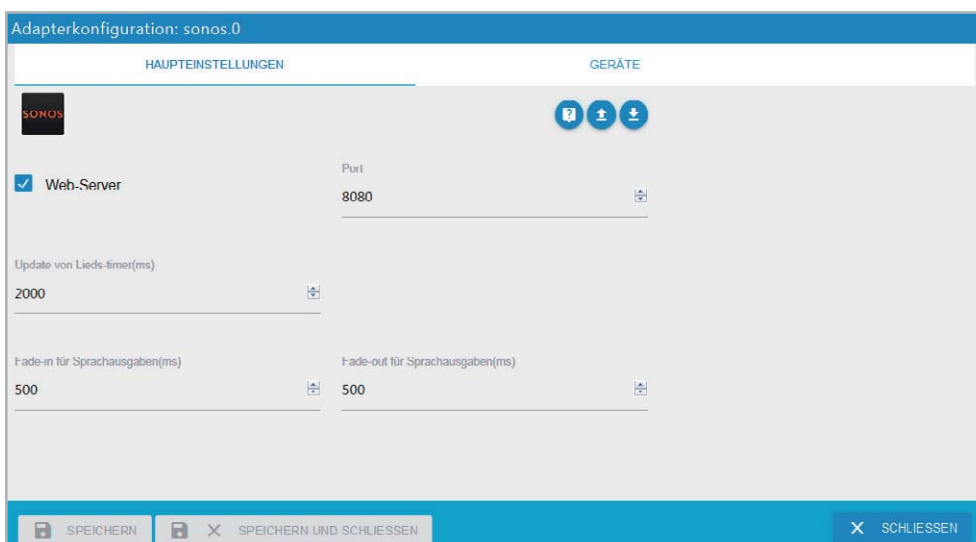 Adapterkonfiguration: sonos.0
HAUPTEINSTELLUNGEN GERÄTE
SONOS
Web-Server
Port
8080
Update von Lieds-timer(ms)
2000
Fade-in für Sprachausgaben(ms) Fade-out für Sprachausgaben(ms)
500 500
SPEICHERN SPEICHERN UND SCHLIESSEN SCHLIESSEN